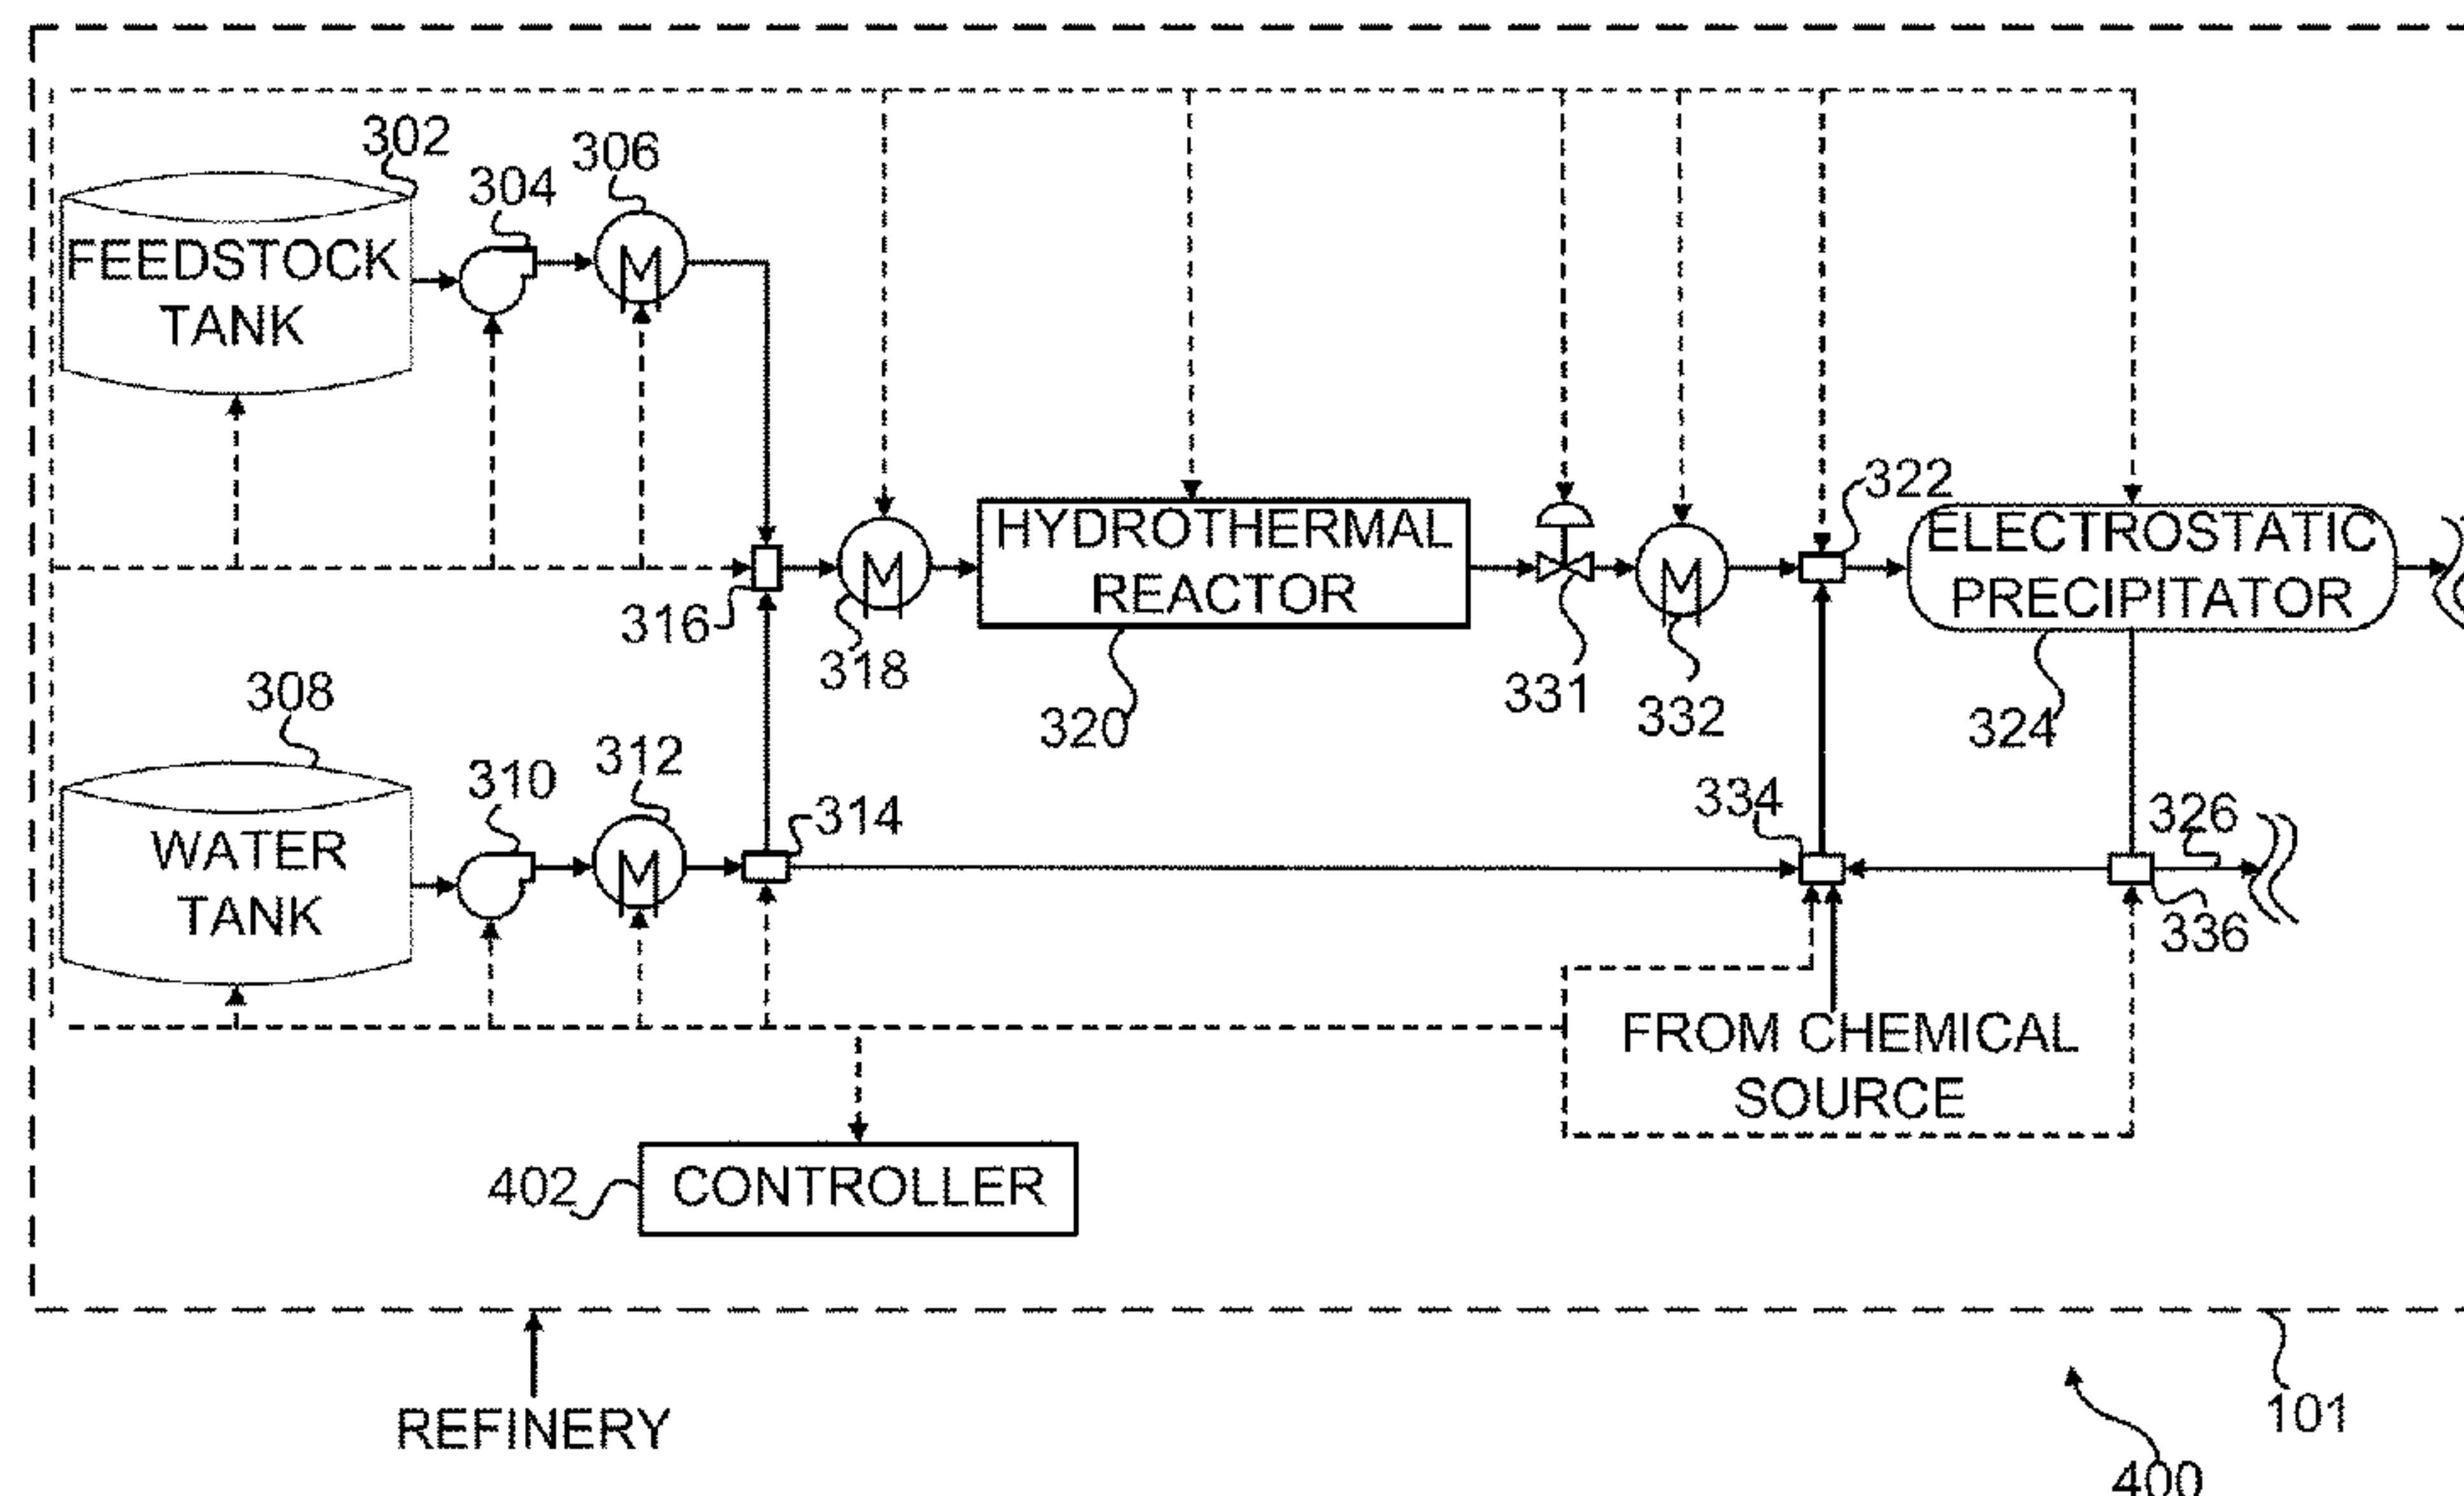 302
306
304
FEEDSTOCK
TANK
322
HYDROTHERMAL
REACTOR
ELECTROSTATIC
PRECIPITATOR
316
318
331
332
320
324
308
310
312
314
334
326
WATER
TANK
336
FROM CHEMICAL
SOURCE
402
CONTROLLER
REFINERY
101
400